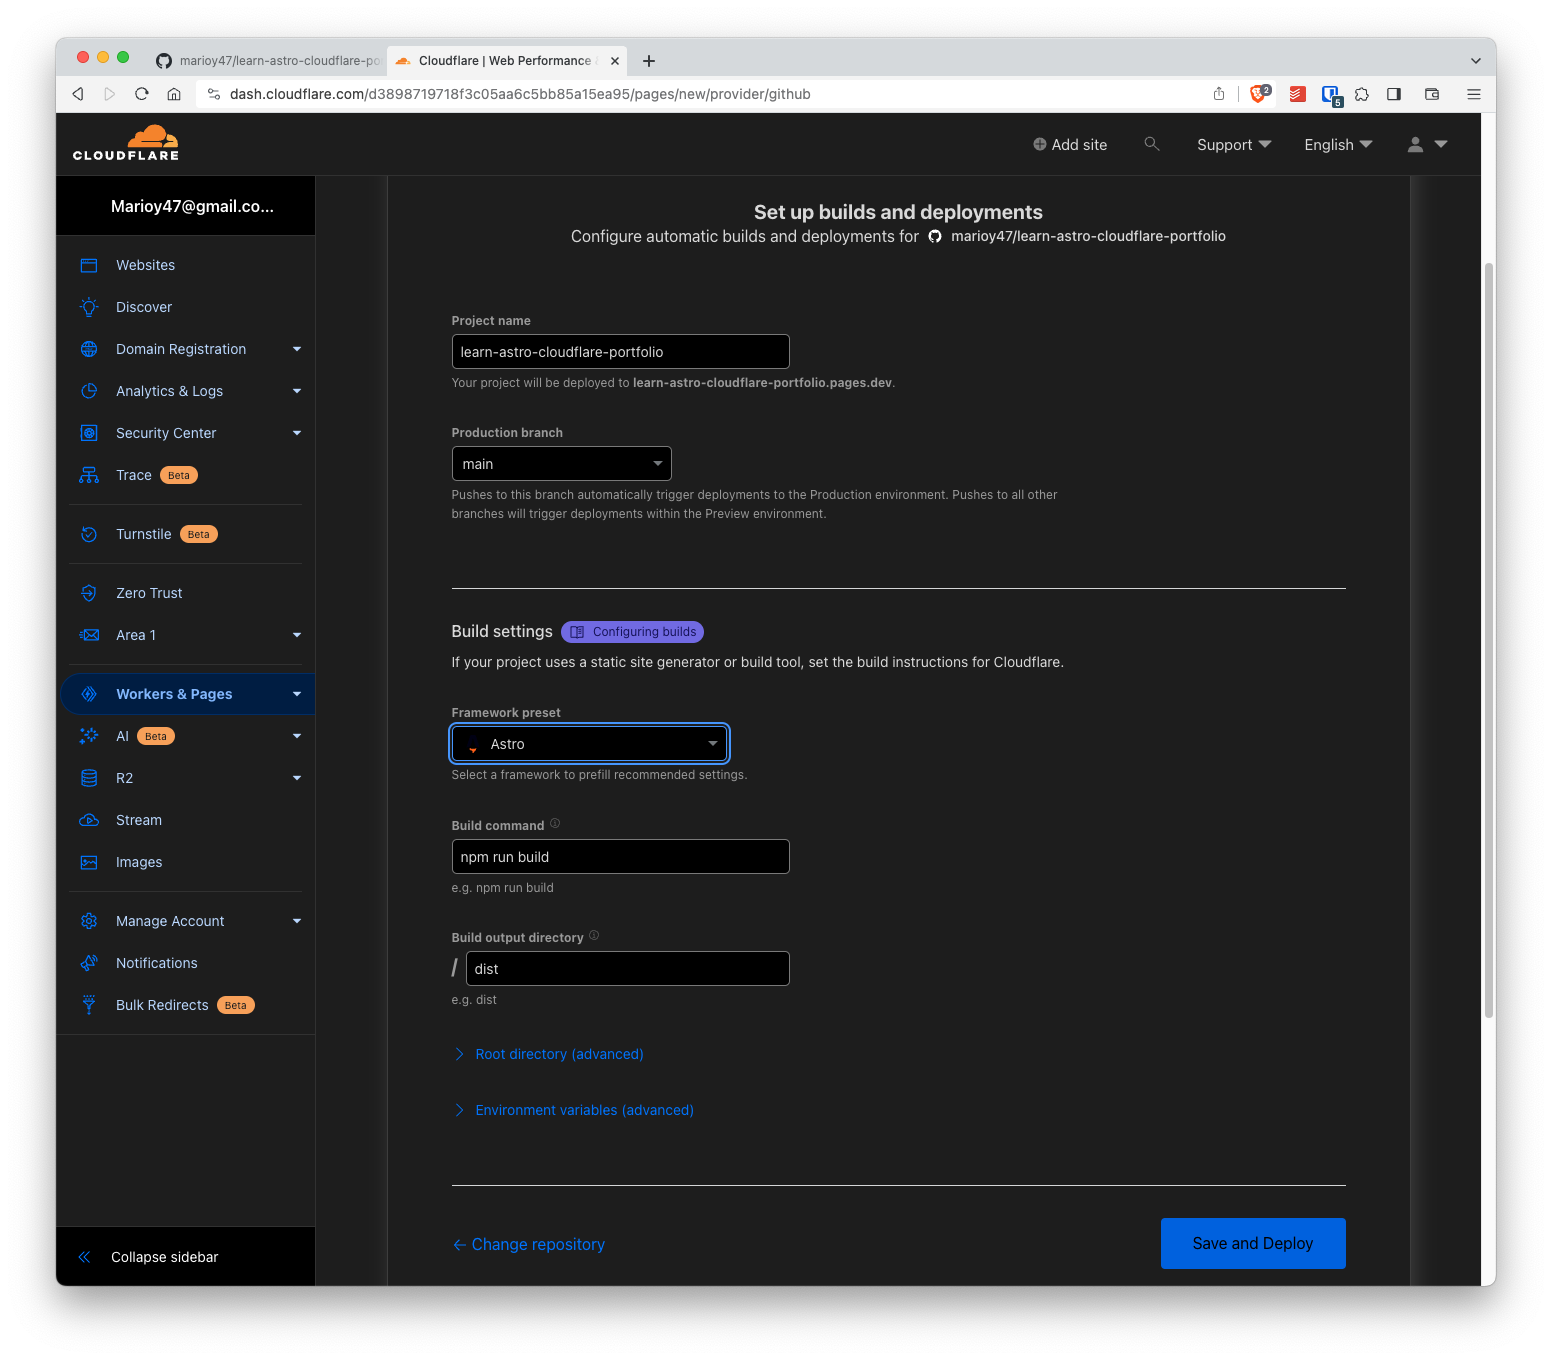 marioy47/learn-astro-cloudflare-po
Cloudflare | Web Performance
dash.cloudflare.com/d3898719718f3c05aa6c5bb85a15ea95/pages/new/provider/github
2
5
CLOUDFLARE
Add site
Support
English
Marioy47@gmail.co...
Websites
Discover
Domain Registration
Analytics & Logs
Security Center
Trace Beta
Turnstile Beta
Zero Trust
Area 1
Workers & Pages
AI Beta
R2
Stream
Images
Manage Account
Notifications
Bulk Redirects Beta
Collapse sidebar
Set up builds and deployments
Configure automatic builds and deployments for marioy47/learn-astro-cloudflare-portfolio
Project name
learn-astro-cloudflare-portfolio
Your project will be deployed to learn-astro-cloudflare-portfolio.pages.dev.
Production branch
main
Pushes to this branch automatically trigger deployments to the Production environment. Pushes to all other
branches will trigger deployments within the Preview environment.
Build settings Configuring builds
If your project uses a static site generator or build tool, set the build instructions for Cloudflare.
Framework preset
Astro
Select a framework to prefill recommended settings.
Build command
npm run build
e.g. npm run build
Build output directory
/ dist
e.g. dist
Root directory (advanced)
Environment variables (advanced)
← Change repository
Save and Deploy